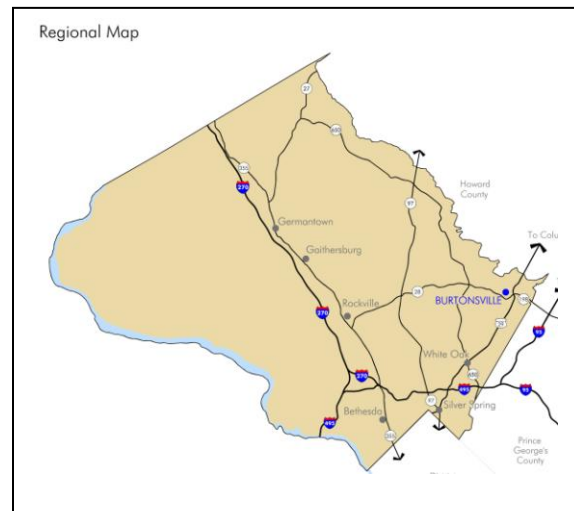 Regional Map
27
650
355
270
97
Howard
County
Germantown
To Colu
Gaithersburg
28
BURTONSVILLE
198
Rockville
270
29
95
White Oak
270
650
495
95
97
Silver Spring
Bethesda
495
355
Prince
George's
County